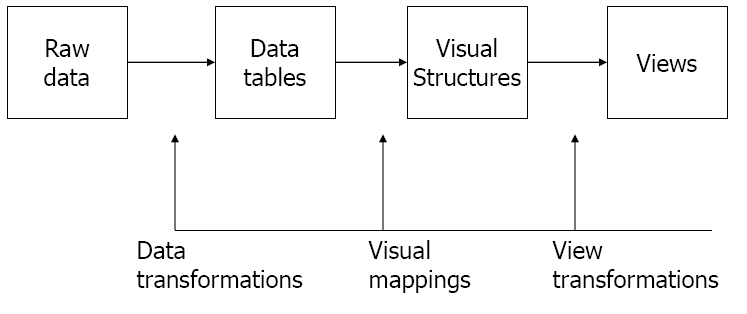 Raw
data
Data
tables
Visual
Structures
Views
Data
transformations
Visual
mappings
View
transformations